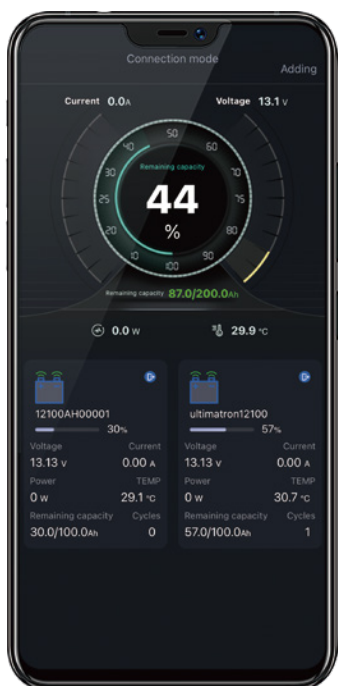 Connection mode
Adding
Current 0.0A
Voltage 13.1 V
50
40 60
30 70
25 75
20 80
10 90
100
Remaining capacity
44
%
Remaining capacity 87.0/200.0Ah
0.0 W 29.9 °C
12100AH00001
30%
Voltage Current
13.13 V 0.00 A
Power TEMP
0 W 29.1 °C
Remaining capacity Cycles
30.0/100.0Ah 0
ultimatron12100
57%
Voltage Current
13.13 V 0.00 A
Power TEMP
0 W 30.7 °C
Remaining capacity Cycles
57.0/100.0Ah 1